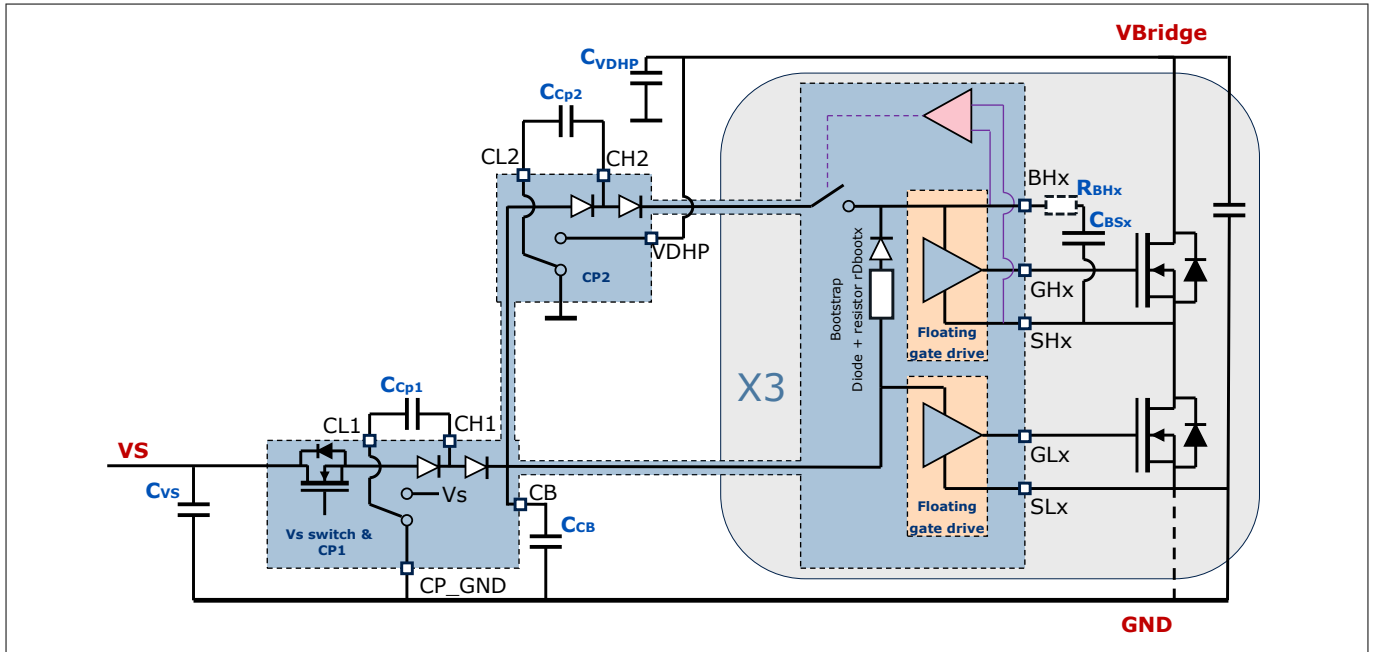 VBridge
CVDHP
CCp2
CL2
CH2
BHx
RBHx
CBSx
VDHP
CP2
GHx
Bootstrap
Diode + resistor rDbootx
Floating
gate drive
SHx
X3
CCp1
CL1
CH1
VS
GLx
CVS
Vs
CB
SLx
Vs switch &
CP1
CCB
Floating
gate drive
CP_GND
GND